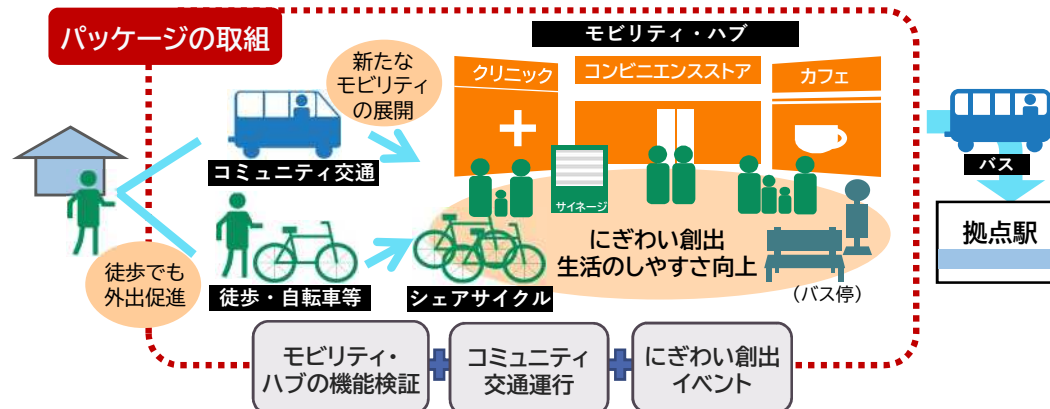 パッケージの取組
モビリティ・ハブ
新たな
モビリティ
の展開
クリニック
コンビニエンスストア
カフェ
コミュニティ交通
バス
サイネージ
拠点駅
にぎわい創出
生活のしやすさ向上
徒歩でも
外出促進
徒歩・自転車等
シェアサイクル
(バス停)
モビリティ・
ハブの機能検証
コミュニティ
交通運行
にぎわい創出
イベント